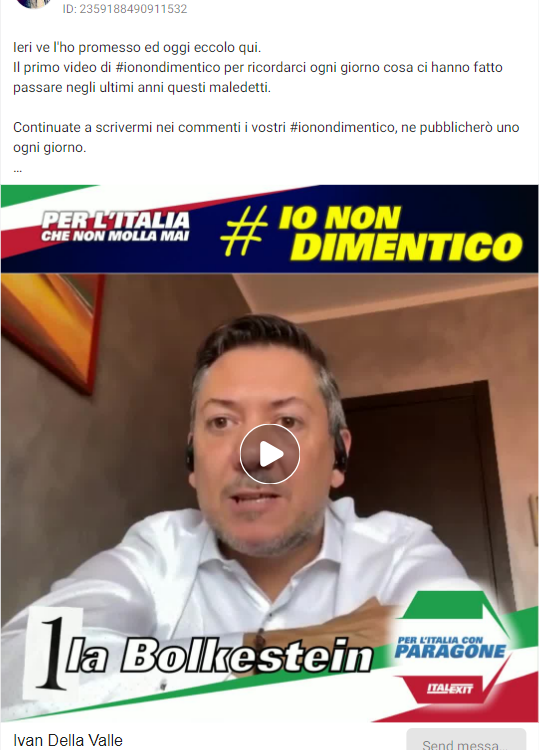 ID: 2359188490911532
Ieri ve l'ho promesso ed oggi eccolo qui.
Il primo video di #ionondimentico per ricordarci ogni giorno cosa ci hanno fatto
passare negli ultimi anni questi maledetti.
Continuate a scrivermi nei commenti i vostri #ionondimentico, ne pubblicherò uno
ogni giorno.
...
PER L'ITALIA
CHE NON MOLLA MAI
# IO NON
DIMENTICO
1 la Bolkestein
PER L'ITALIA CON
PARAGONE
ITALEXIT
Ivan Della Valle
Send messa...